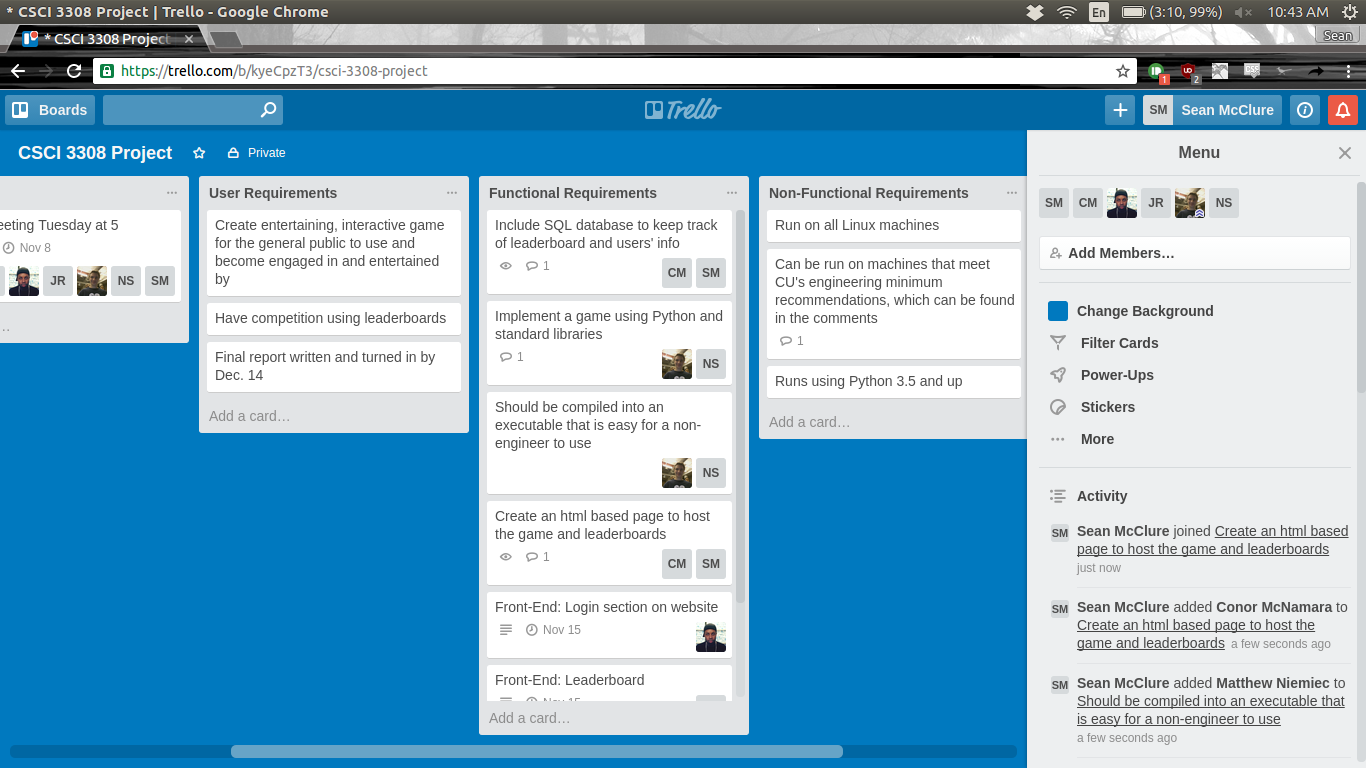 * CSCI 3308 Project | Trello - Google Chrome
En
(3:10, 99%)
10:43 AM
* CSCI 3308 Project
Sean
https://trello.com/b/kyeCpzT3/csci-3308-project
1
2
CSS
Boards
Trello
SM
Sean McClure
CSCI 3308 Project
Private
eeting Tuesday at 5
Nov 8
JR
NS
SM
..
User Requirements
Create entertaining, interactive game
for the general public to use and
become engaged in and entertained
by
Have competition using leaderboards
Final report written and turned in by
Dec. 14
Add a card…
Functional Requirements
Include SQL database to keep track
of leaderboard and users' info
1
CM
SM
Implement a game using Python and
standard libraries
1
NS
Should be compiled into an
executable that is easy for a non-
engineer to use
NS
Create an html based page to host
the game and leaderboards
1
CM
SM
Front-End: Login section on website
Nov 15
Front-End: Leaderboard
Nov 15
Add a card…
Non-Functional Requirements
Run on all Linux machines
Can be run on machines that meet
CU's engineering minimum
recommendations, which can be found
in the comments
1
Runs using Python 3.5 and up
Add a card…
Menu
SM
CM
JR
NS
Add Members…
Change Background
Filter Cards
Power-Ups
Stickers
More
Activity
SM
Sean McClure joined Create an html based
page to host the game and leaderboards
just now
SM
Sean McClure added Conor McNamara to
Create an html based page to host the
game and leaderboards a few seconds ago
SM
Sean McClure added Matthew Niemiec to
Should be compiled into an executable that
is easy for a non-engineer to use
a few seconds ago